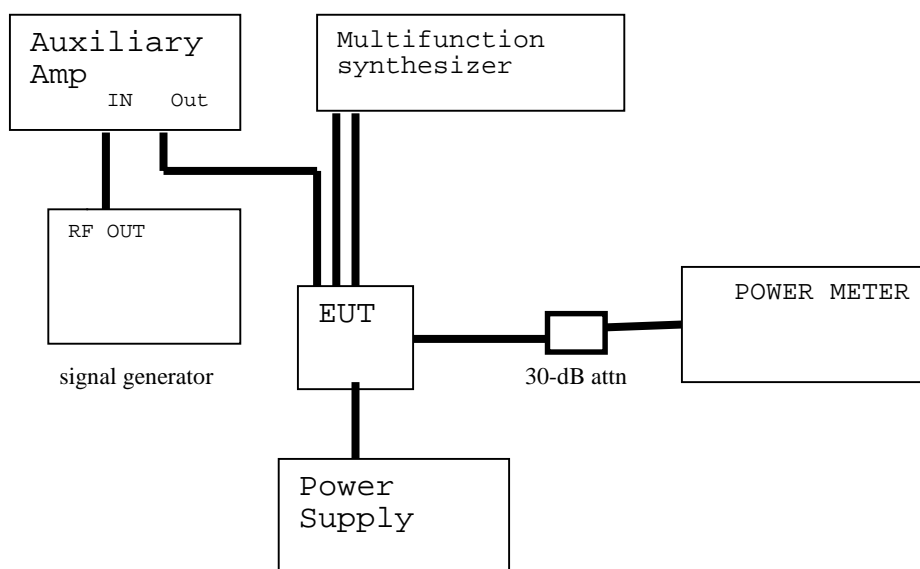 Auxiliary
Amp
IN Out
Multifunction
synthesizer
RF OUT
signal generator
EUT
30-dB attn
POWER METER
Power
Supply